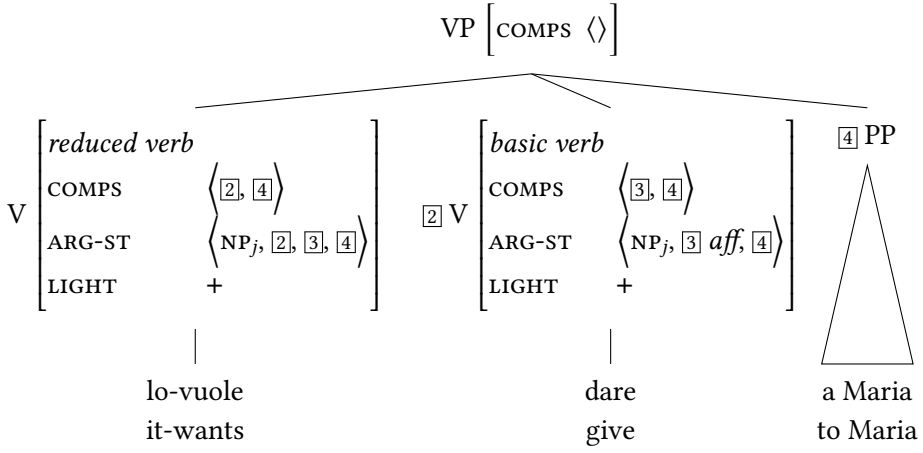 VP [COMPS ⟨⟩]
V [reduced verb
COMPS ⟨[2], [4]⟩
ARG-ST ⟨NPj, [2], [3], [4]⟩
LIGHT +]
lo-vuole
it-wants
[2] V [basic verb
COMPS ⟨[3], [4]⟩
ARG-ST ⟨NPj, [3] aff, [4]⟩
LIGHT +]
dare
give
[4] PP
a Maria
to Maria